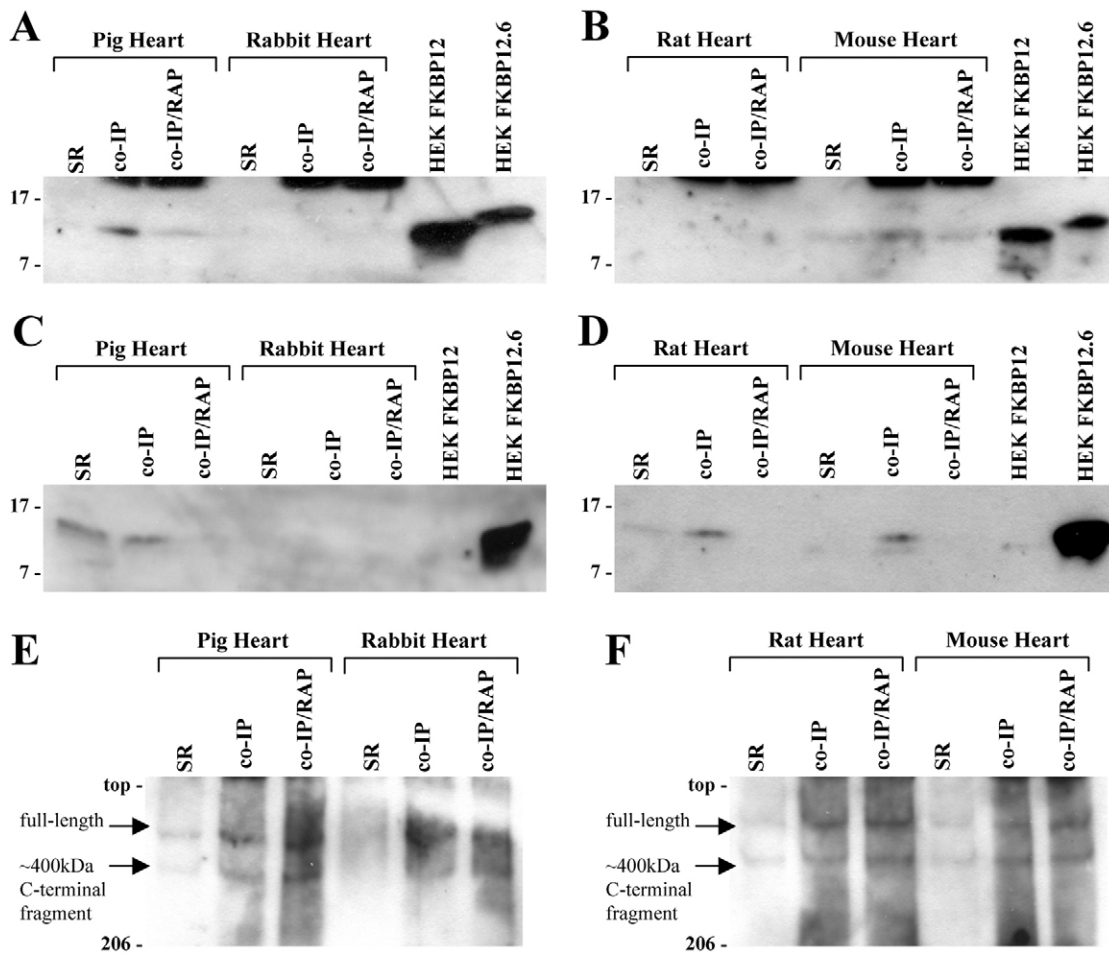 A
Pig Heart
Rabbit Heart
SR
co-IP
co-IP/RAP
SR
co-IP
co-IP/RAP
HEK FKBP12
HEK FKBP12.6
17 -
7 -
B
Rat Heart
Mouse Heart
SR
co-IP
co-IP/RAP
SR
co-IP
co-IP/RAP
HEK FKBP12
HEK FKBP12.6
17 -
7 -
C
Pig Heart
Rabbit Heart
SR
co-IP
co-IP/RAP
SR
co-IP
co-IP/RAP
HEK FKBP12
HEK FKBP12.6
17 -
7 -
D
Rat Heart
Mouse Heart
SR
co-IP
co-IP/RAP
SR
co-IP
co-IP/RAP
HEK FKBP12
HEK FKBP12.6
17 -
7 -
E
Pig Heart
Rabbit Heart
SR
co-IP
co-IP/RAP
SR
co-IP
co-IP/RAP
top -
full-length
~400kDa
C-terminal
fragment
206 -
F
Rat Heart
Mouse Heart
SR
co-IP
co-IP/RAP
SR
co-IP
co-IP/RAP
top -
full-length
~400kDa
C-terminal
fragment
206 -